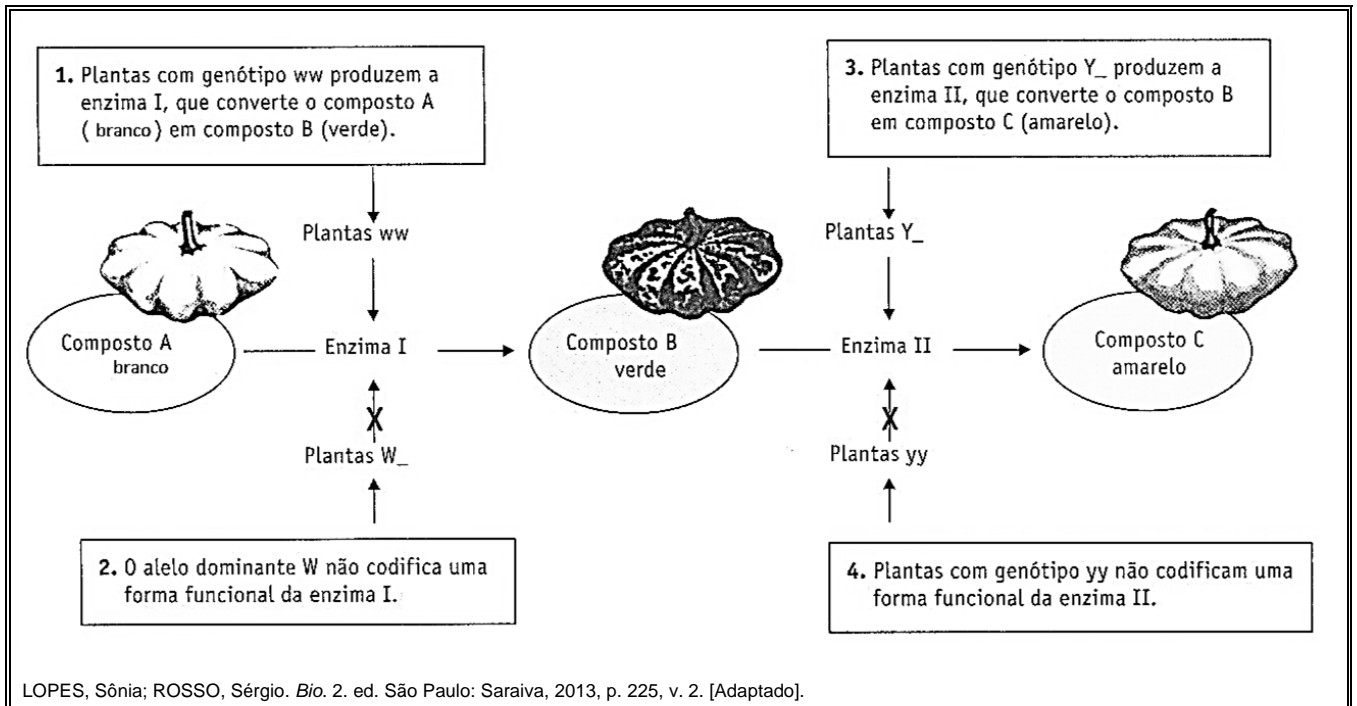 1. Plantas com genótipo ww produzem a
enzima I, que converte o composto A
( branco) em composto B (verde).
3. Plantas com genótipo Y_ produzem a
enzima II, que converte o composto B
em composto C (amarelo).
Plantas ww
Plantas Y_
Composto A
branco
Enzima I
Composto B
verde
Enzima II
Composto C
amarelo
X
X
Plantas W_
Plantas yy
2. O alelo dominante W não codifica uma
forma funcional da enzima I.
4. Plantas com genótipo yy não codificam uma
forma funcional da enzima II.
LOPES, Sônia; ROSSO, Sérgio. Bio. 2. ed. São Paulo: Saraiva, 2013, p. 225, v. 2. [Adaptado].